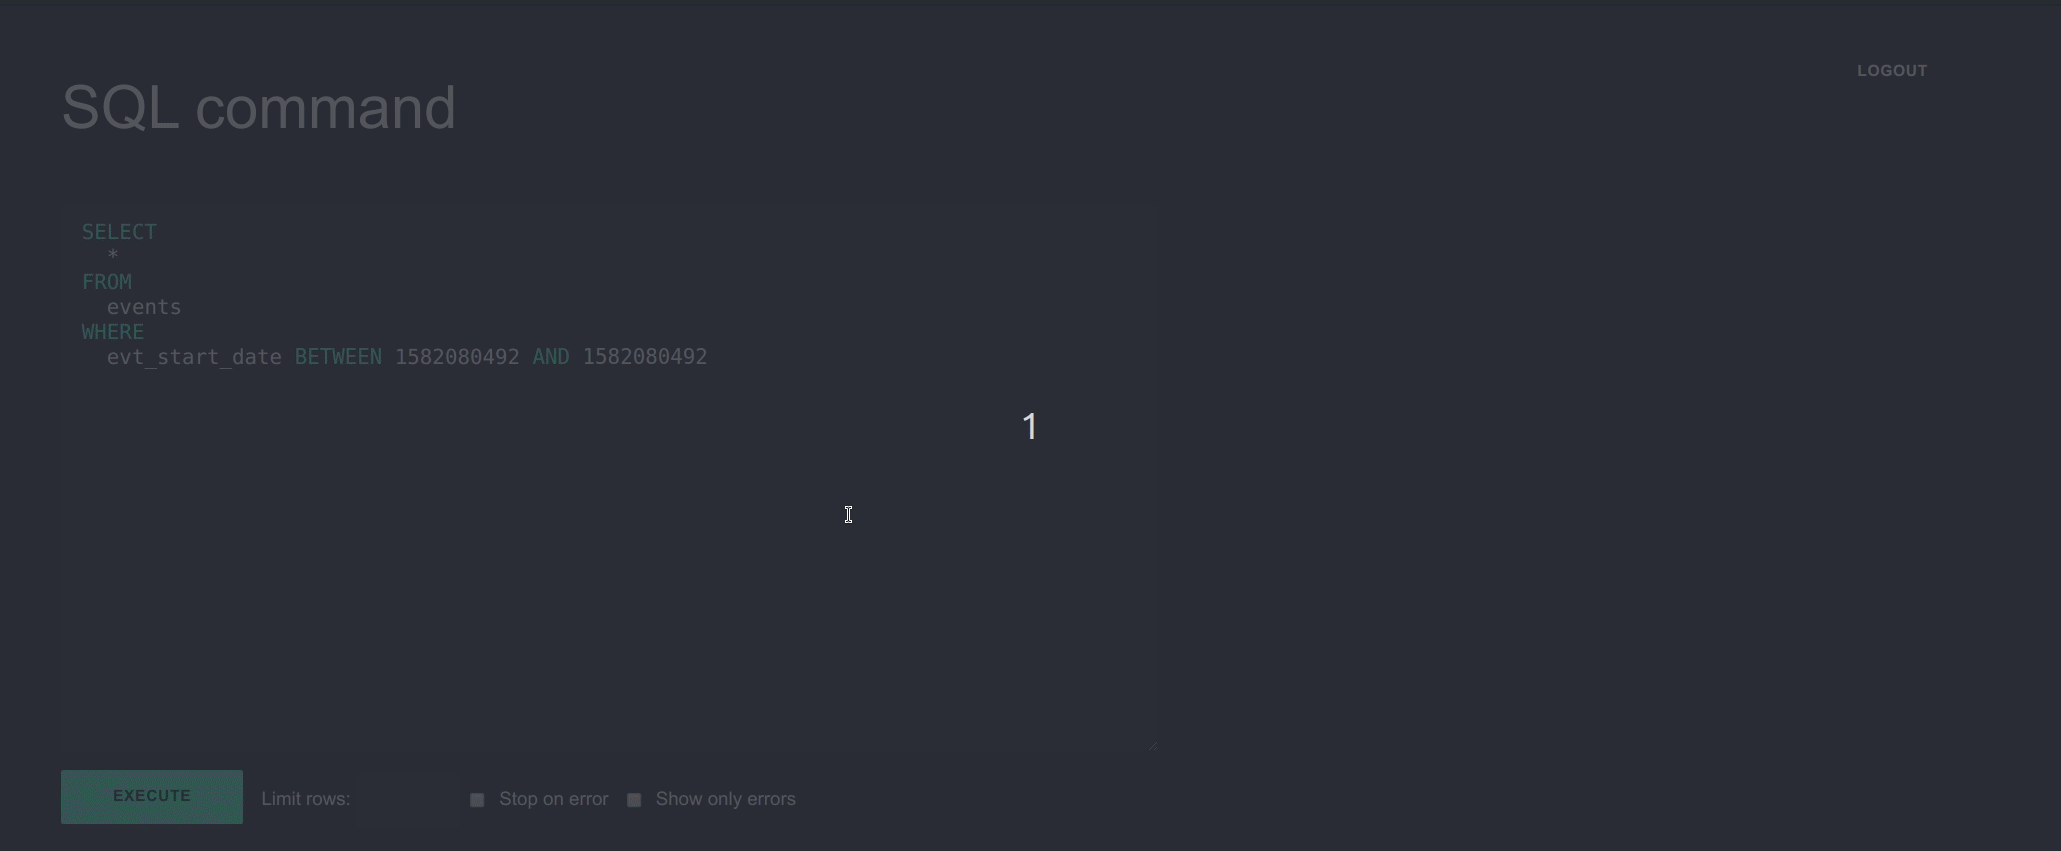 LOGOUT
SQL command
SELECT
*
FROM
events
WHERE
evt_start_date BETWEEN 1582080492 AND 1582080492
1
EXECUTE Limit rows: Stop on error Show only errors